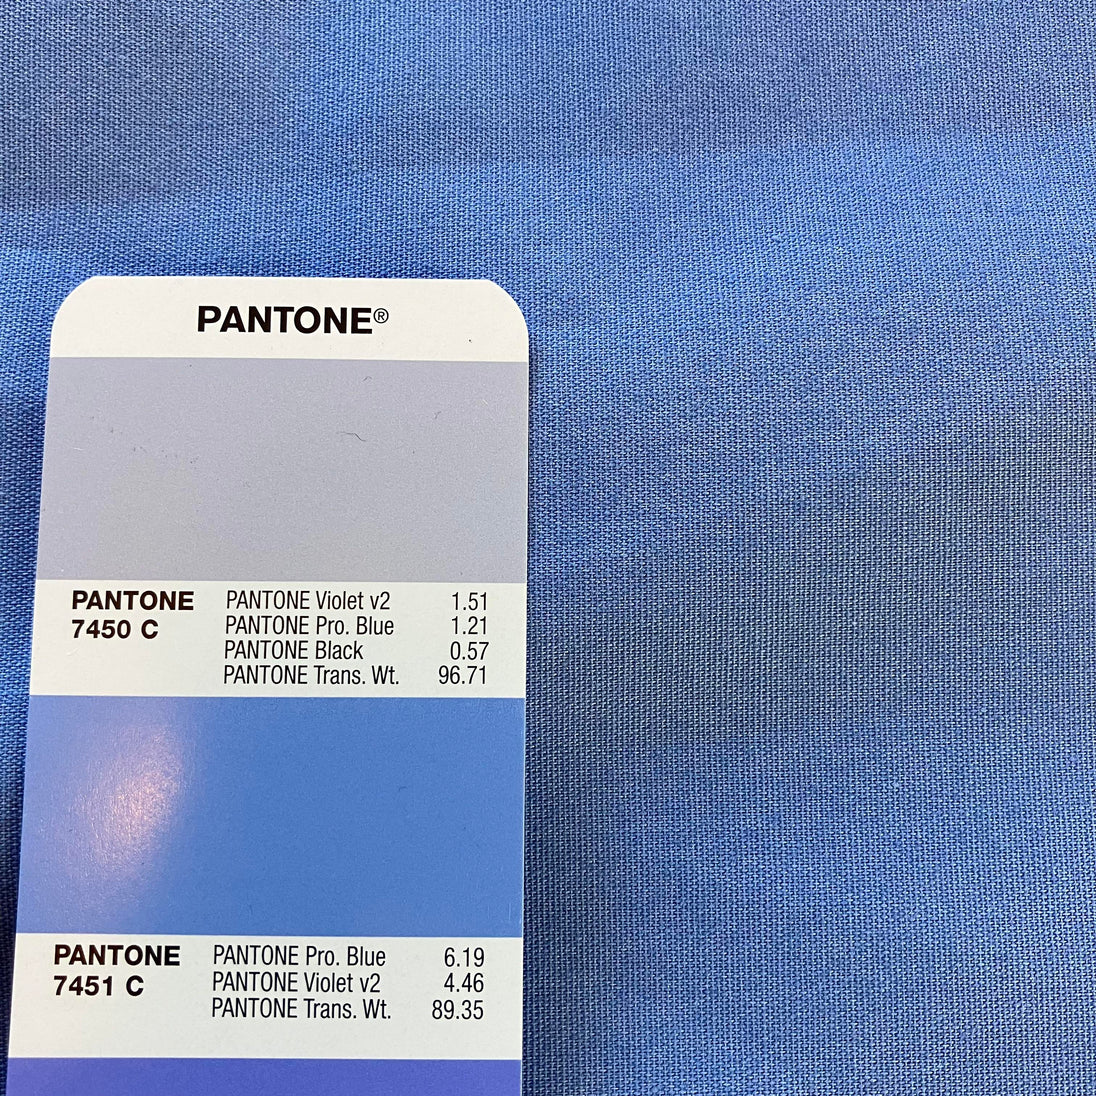 PANTONE®
PANTONE 7450 C
PANTONE Violet v2 1.51
PANTONE Pro. Blue 1.21
PANTONE Black 0.57
PANTONE Trans. Wt. 96.71
PANTONE 7451 C
PANTONE Pro. Blue 6.19
PANTONE Violet v2 4.46
PANTONE Trans. Wt. 89.35